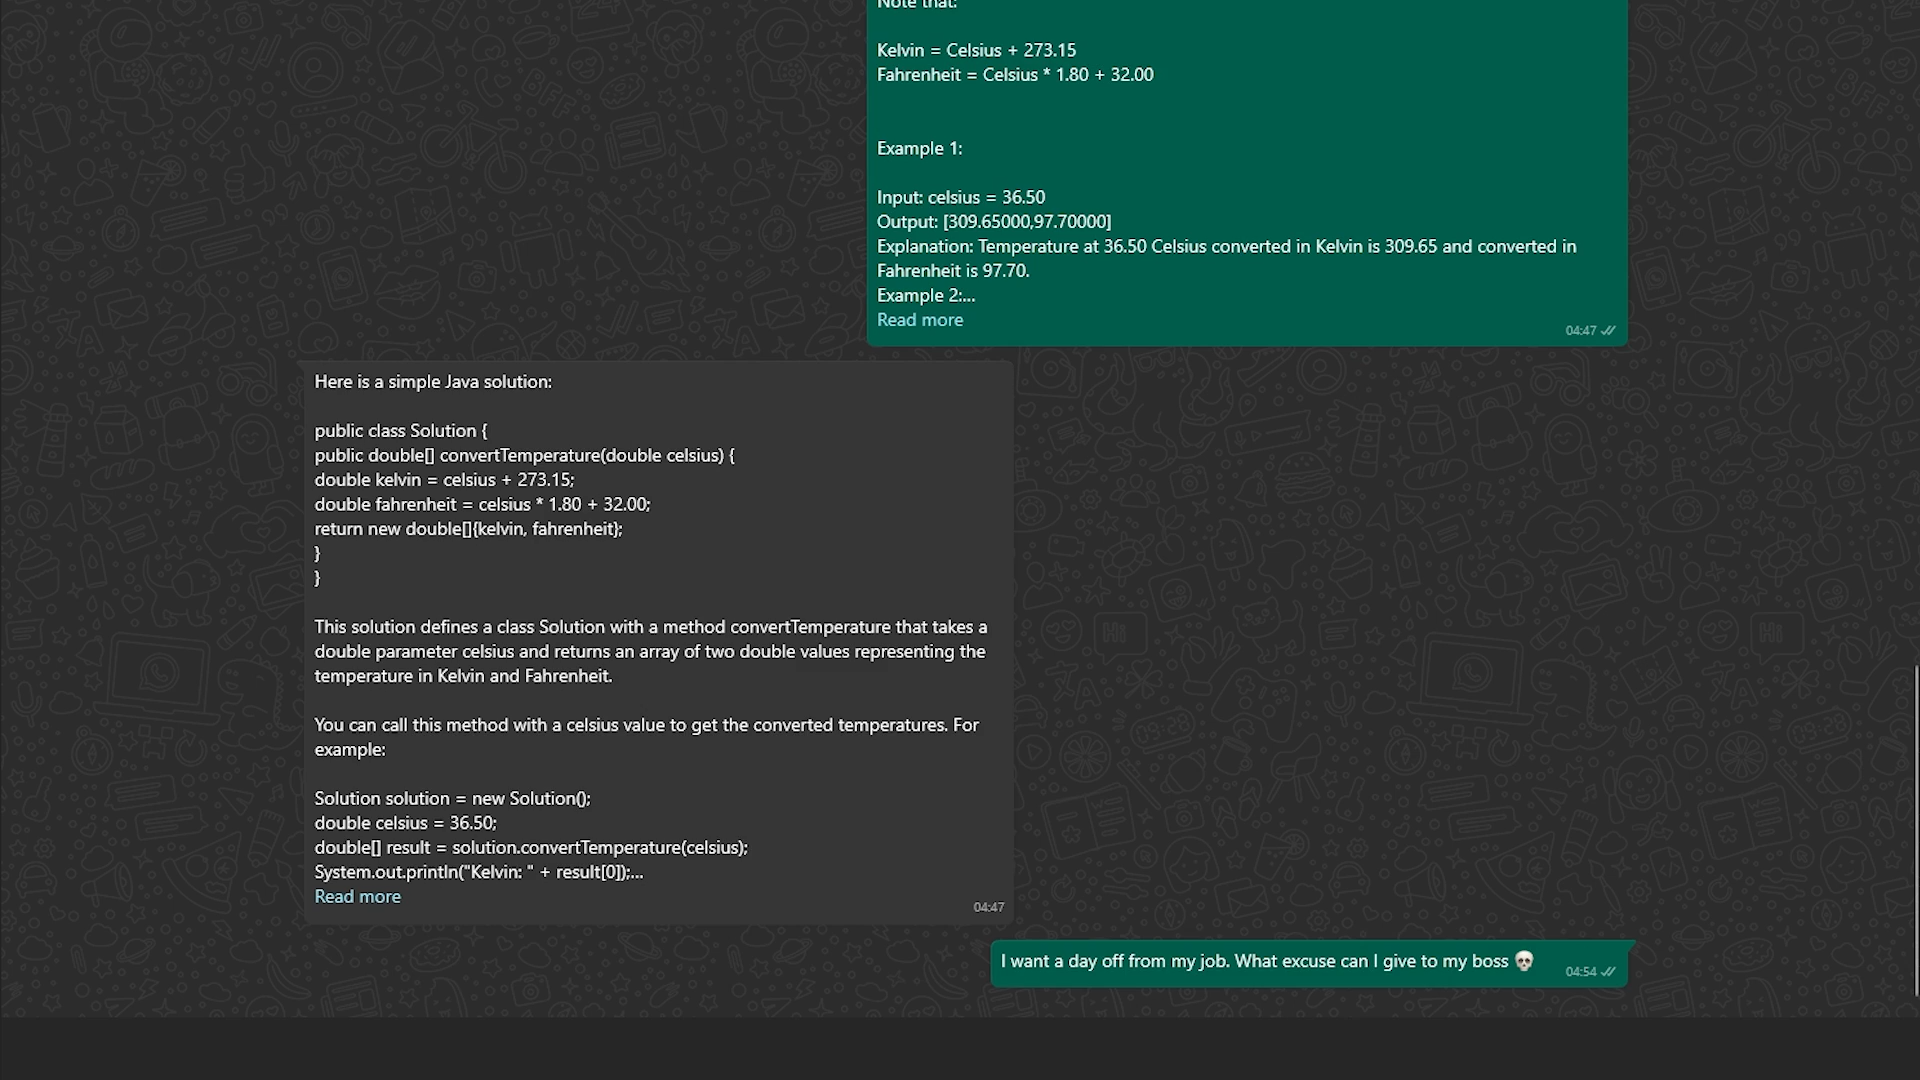 Note that:
Kelvin = Celsius + 273.15
Fahrenheit = Celsius * 1.80 + 32.00
Example 1:
Input: celsius = 36.50
Output: [309.65000,97.70000]
Explanation: Temperature at 36.50 Celsius converted in Kelvin is 309.65 and converted in
Fahrenheit is 97.70.
Example 2:...
Read more
04:47
Here is a simple Java solution:
public class Solution {
public double[] convertTemperature(double celsius) {
double kelvin = celsius + 273.15;
double fahrenheit = celsius * 1.80 + 32.00;
return new double[]{kelvin, fahrenheit};
}
}
This solution defines a class Solution with a method convertTemperature that takes a
double parameter celsius and returns an array of two double values representing the
temperature in Kelvin and Fahrenheit.
You can call this method with a celsius value to get the converted temperatures. For
example:
Solution solution = new Solution();
double celsius = 36.50;
double[] result = solution.convertTemperature(celsius);
System.out.println("Kelvin: " + result[0]);...
Read more
04:47
I want a day off from my job. What excuse can I give to my boss 💀
04:54